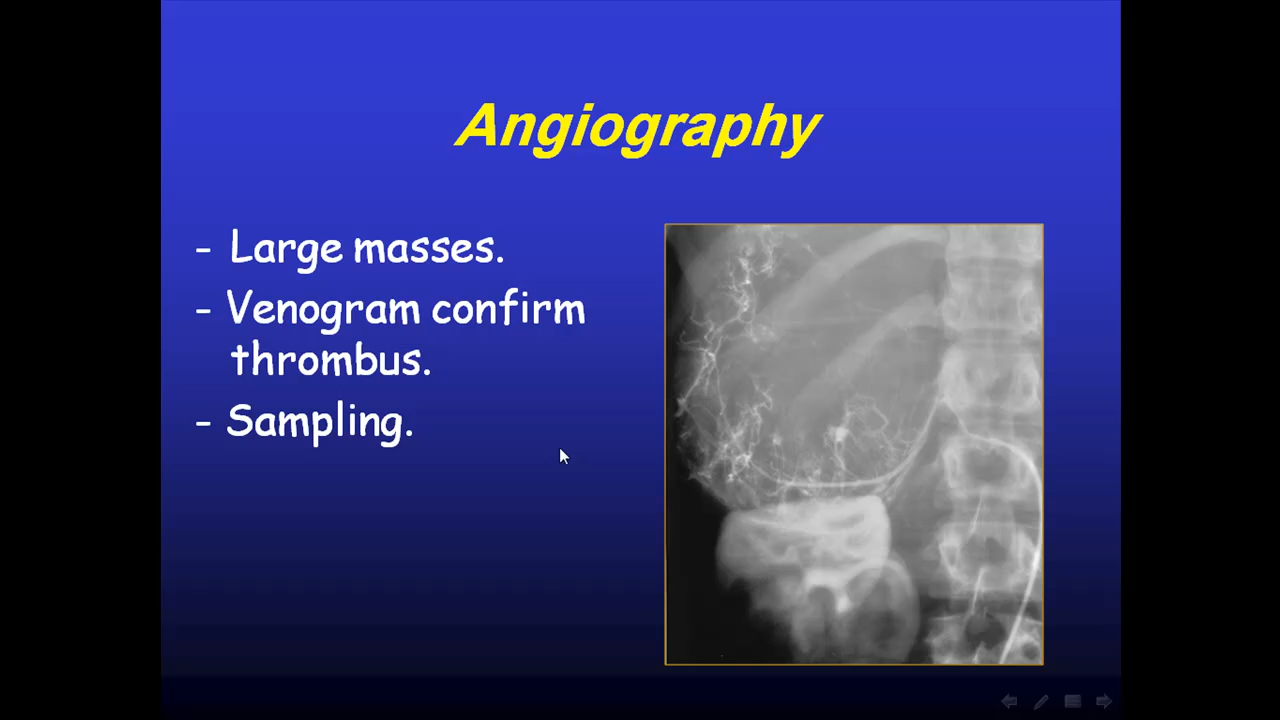 Angiography
- Large masses.
- Venogram confirm
thrombus.
- Sampling.